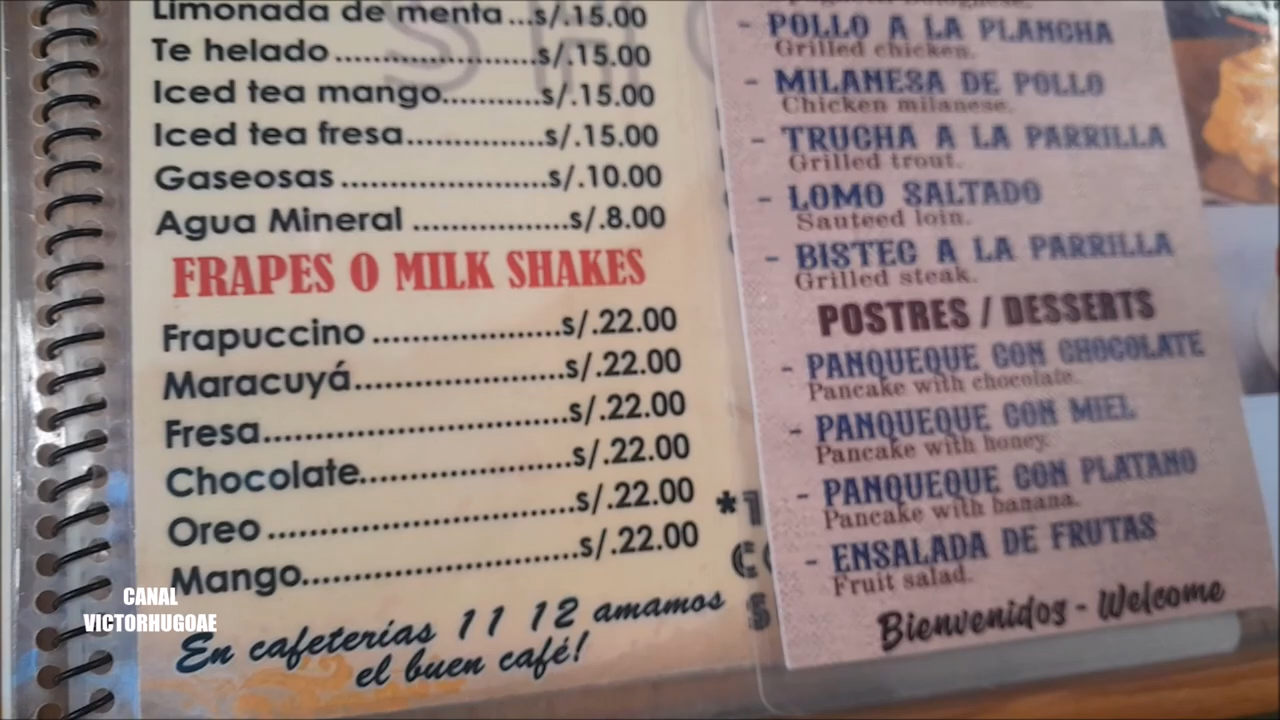 Limonada de menta ...s/.15.00
Te helado ......................s/.15.00
Iced tea mango...........s/.15.00
Iced tea fresa...............s/.15.00
Gaseosas .......................s/.10.00
Agua Mineral ................s/.8.00
FRAPES O MILK SHAKES
Frapuccino .....................s/.22.00
Maracuyá.......................s/.22.00
Fresa.................................s/.22.00
Chocolate.......................s/.22.00
Oreo .................................s/.22.00
Mango..............................s/.22.00
En cafeterías 11 12 amamos
el buen café!
SH
- POLLO A LA PLANCHA
Grilled chicken.
- MILANESA DE POLLO
Chicken milanese.
- TRUCHA A LA PARRILLA
Grilled trout.
- LOMO SALTADO
Sauteed loin.
- BISTEC A LA PARRILLA
Grilled steak.
POSTRES / DESSERTS
- PANQUEQUE CON CHOCOLATE
Pancake with chocolate.
- PANQUEQUE CON MIEL
Pancake with honey.
- PANQUEQUE CON PLATANO
Pancake with banana.
- ENSALADA DE FRUTAS
Fruit salad.
Bienvenidos - Welcome
CANAL
VICTORHUGOAE